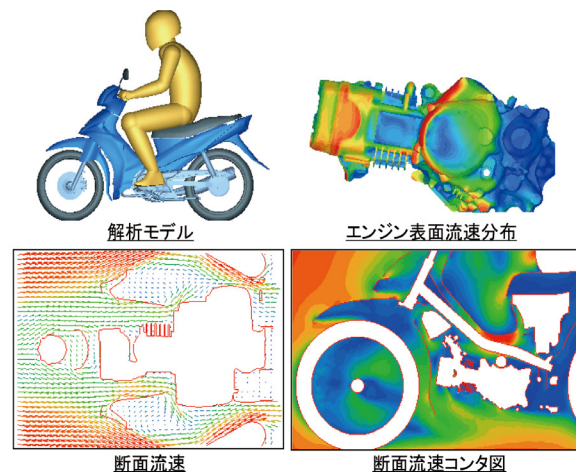 解析モデル
エンジン表面流速分布
断面流速
断面流速コンタ図